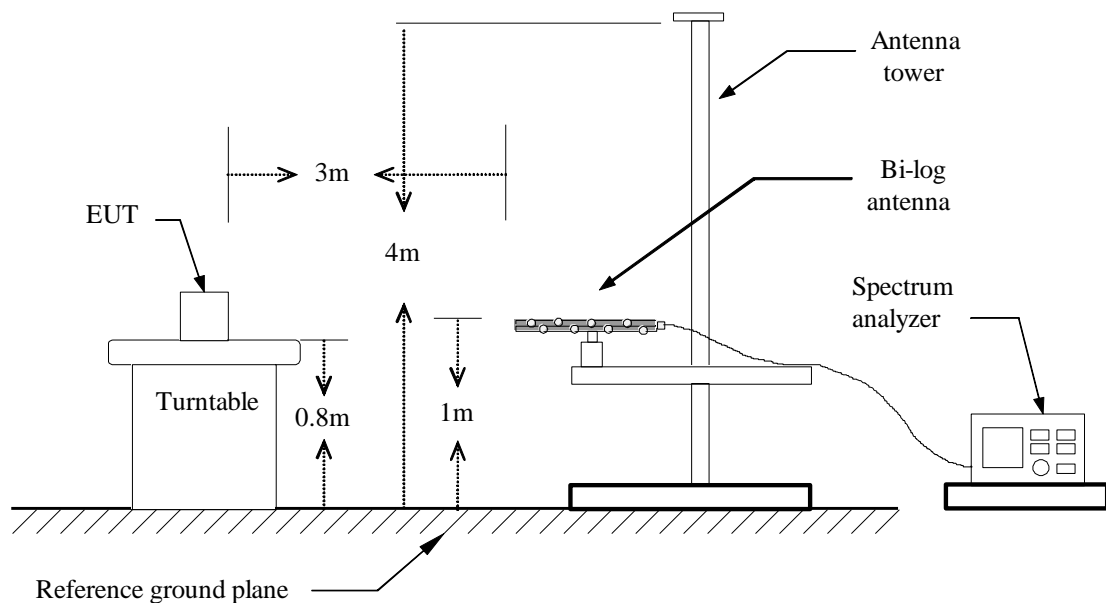 Antenna
tower
3m
Bi-log
antenna
EUT
4m
Spectrum
analyzer
Turntable
0.8m
1m
Reference ground plane